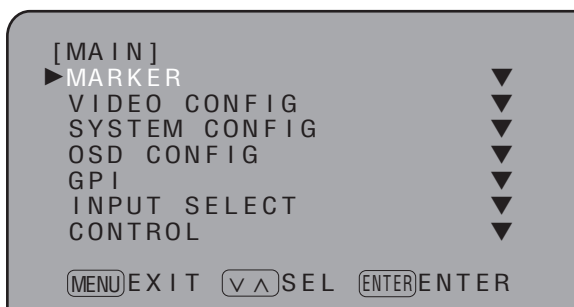 [MAIN]
▶MARKER ▼
VIDEO CONFIG ▼
SYSTEM CONFIG ▼
OSD CONFIG ▼
GPI ▼
INPUT SELECT ▼
CONTROL ▼
MENU EXIT ∨∧ SEL ENTER ENTER